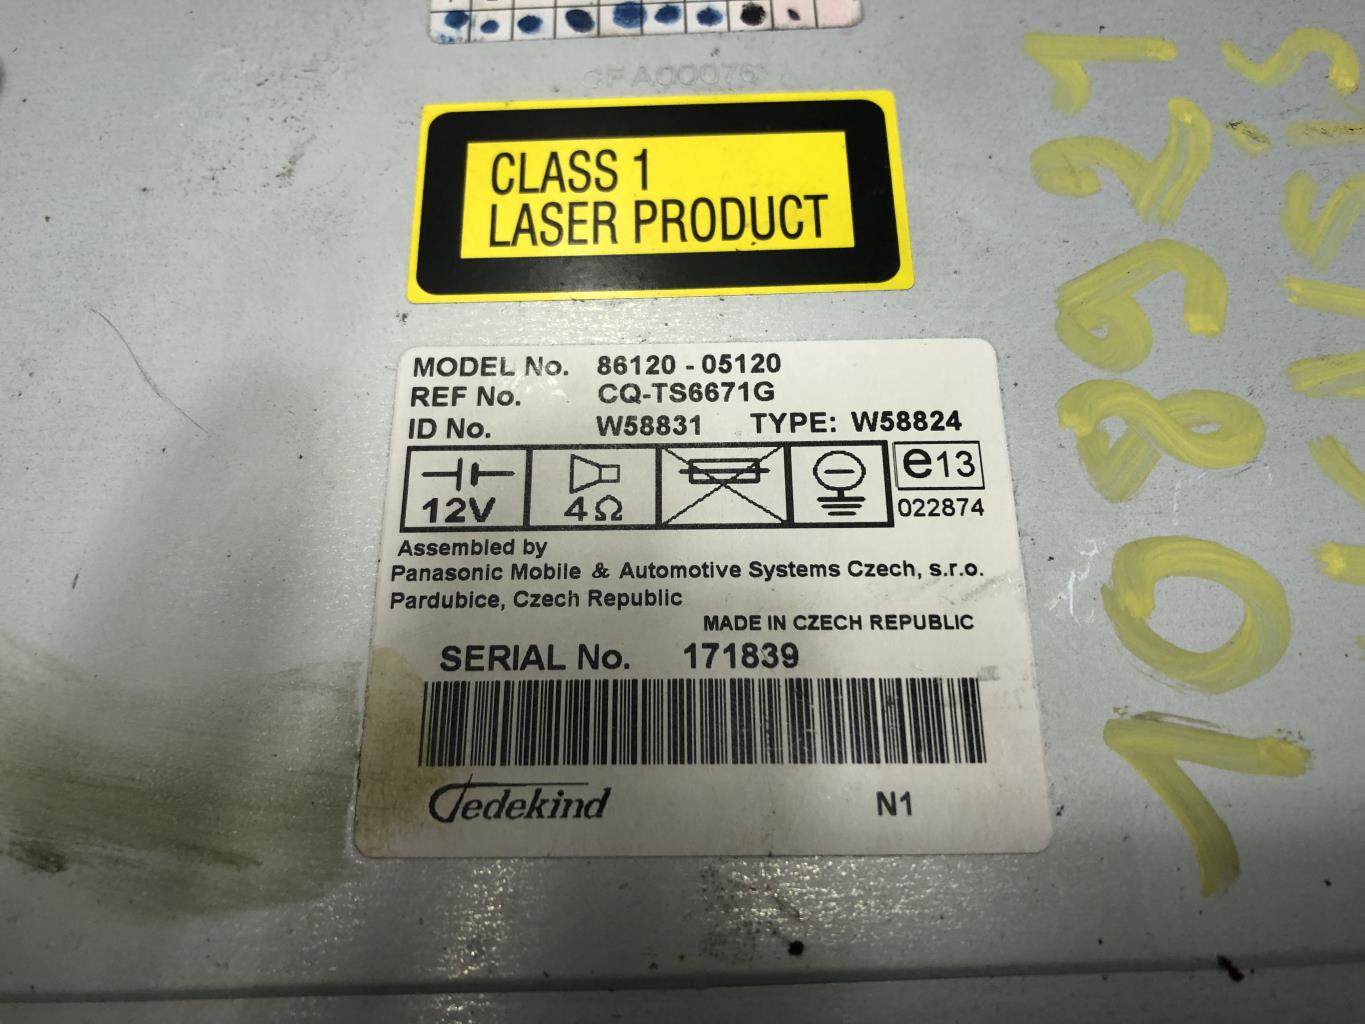 CLASS 1
LASER PRODUCT
MODEL No. 86120 - 05120
REF No. CQ-TS6671G
ID No. W58831 TYPE: W58824
12V 4Ω e13
022874
Assembled by
Panasonic Mobile & Automotive Systems Czech, s.r.o.
Pardubice, Czech Republic
MADE IN CZECH REPUBLIC
SERIAL No. 171839
Tedekind N1
108921